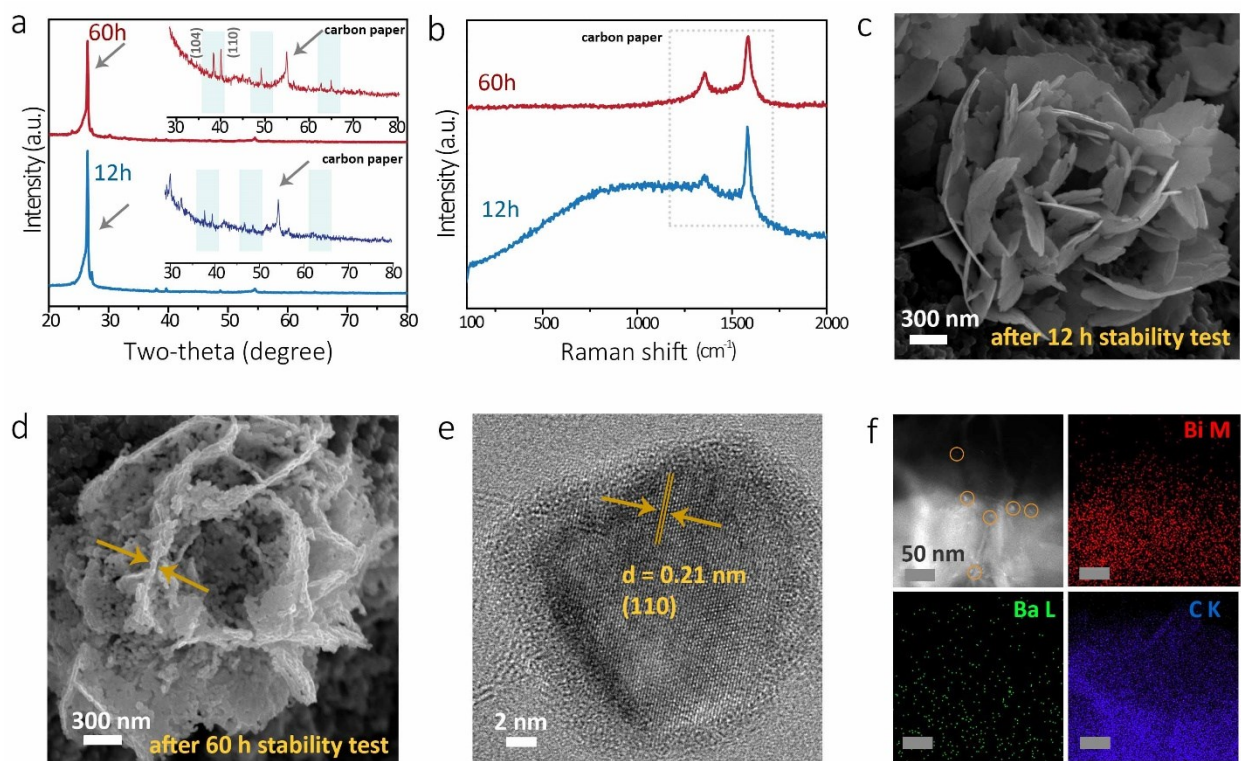 a
60h
(104)
(110)
carbon paper
30 40 50 60 70 80
12h
carbon paper
30 40 50 60 70 80
Intensity (a.u.)
20 30 40 50 60 70 80
Two-theta (degree)
b
carbon paper
60h
12h
Intensity (a.u.)
100 500 1000 1500 2000
Raman shift (cm⁻¹)
c
300 nm
after 12 h stability test
d
300 nm
after 60 h stability test
e
d = 0.21 nm
(110)
2 nm
f
50 nm
Bi M
Ba L
C K